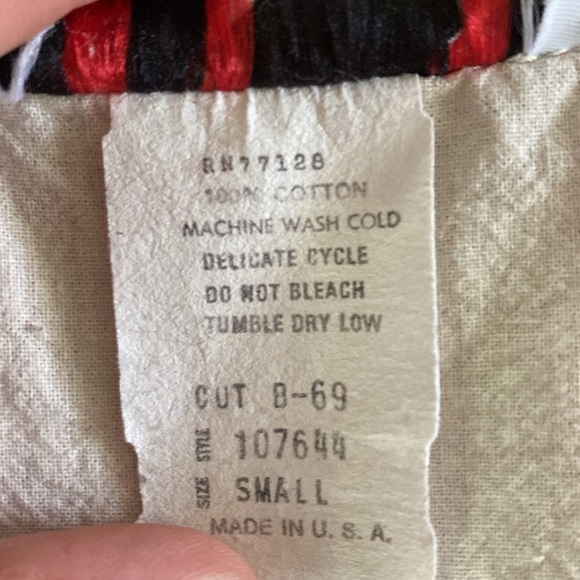 RN77128
100% COTTON
MACHINE WASH COLD
DELICATE CYCLE
DO NOT BLEACH
TUMBLE DRY LOW
CUT B-69
STYLE 107644
SIZE SMALL
MADE IN U.S.A.